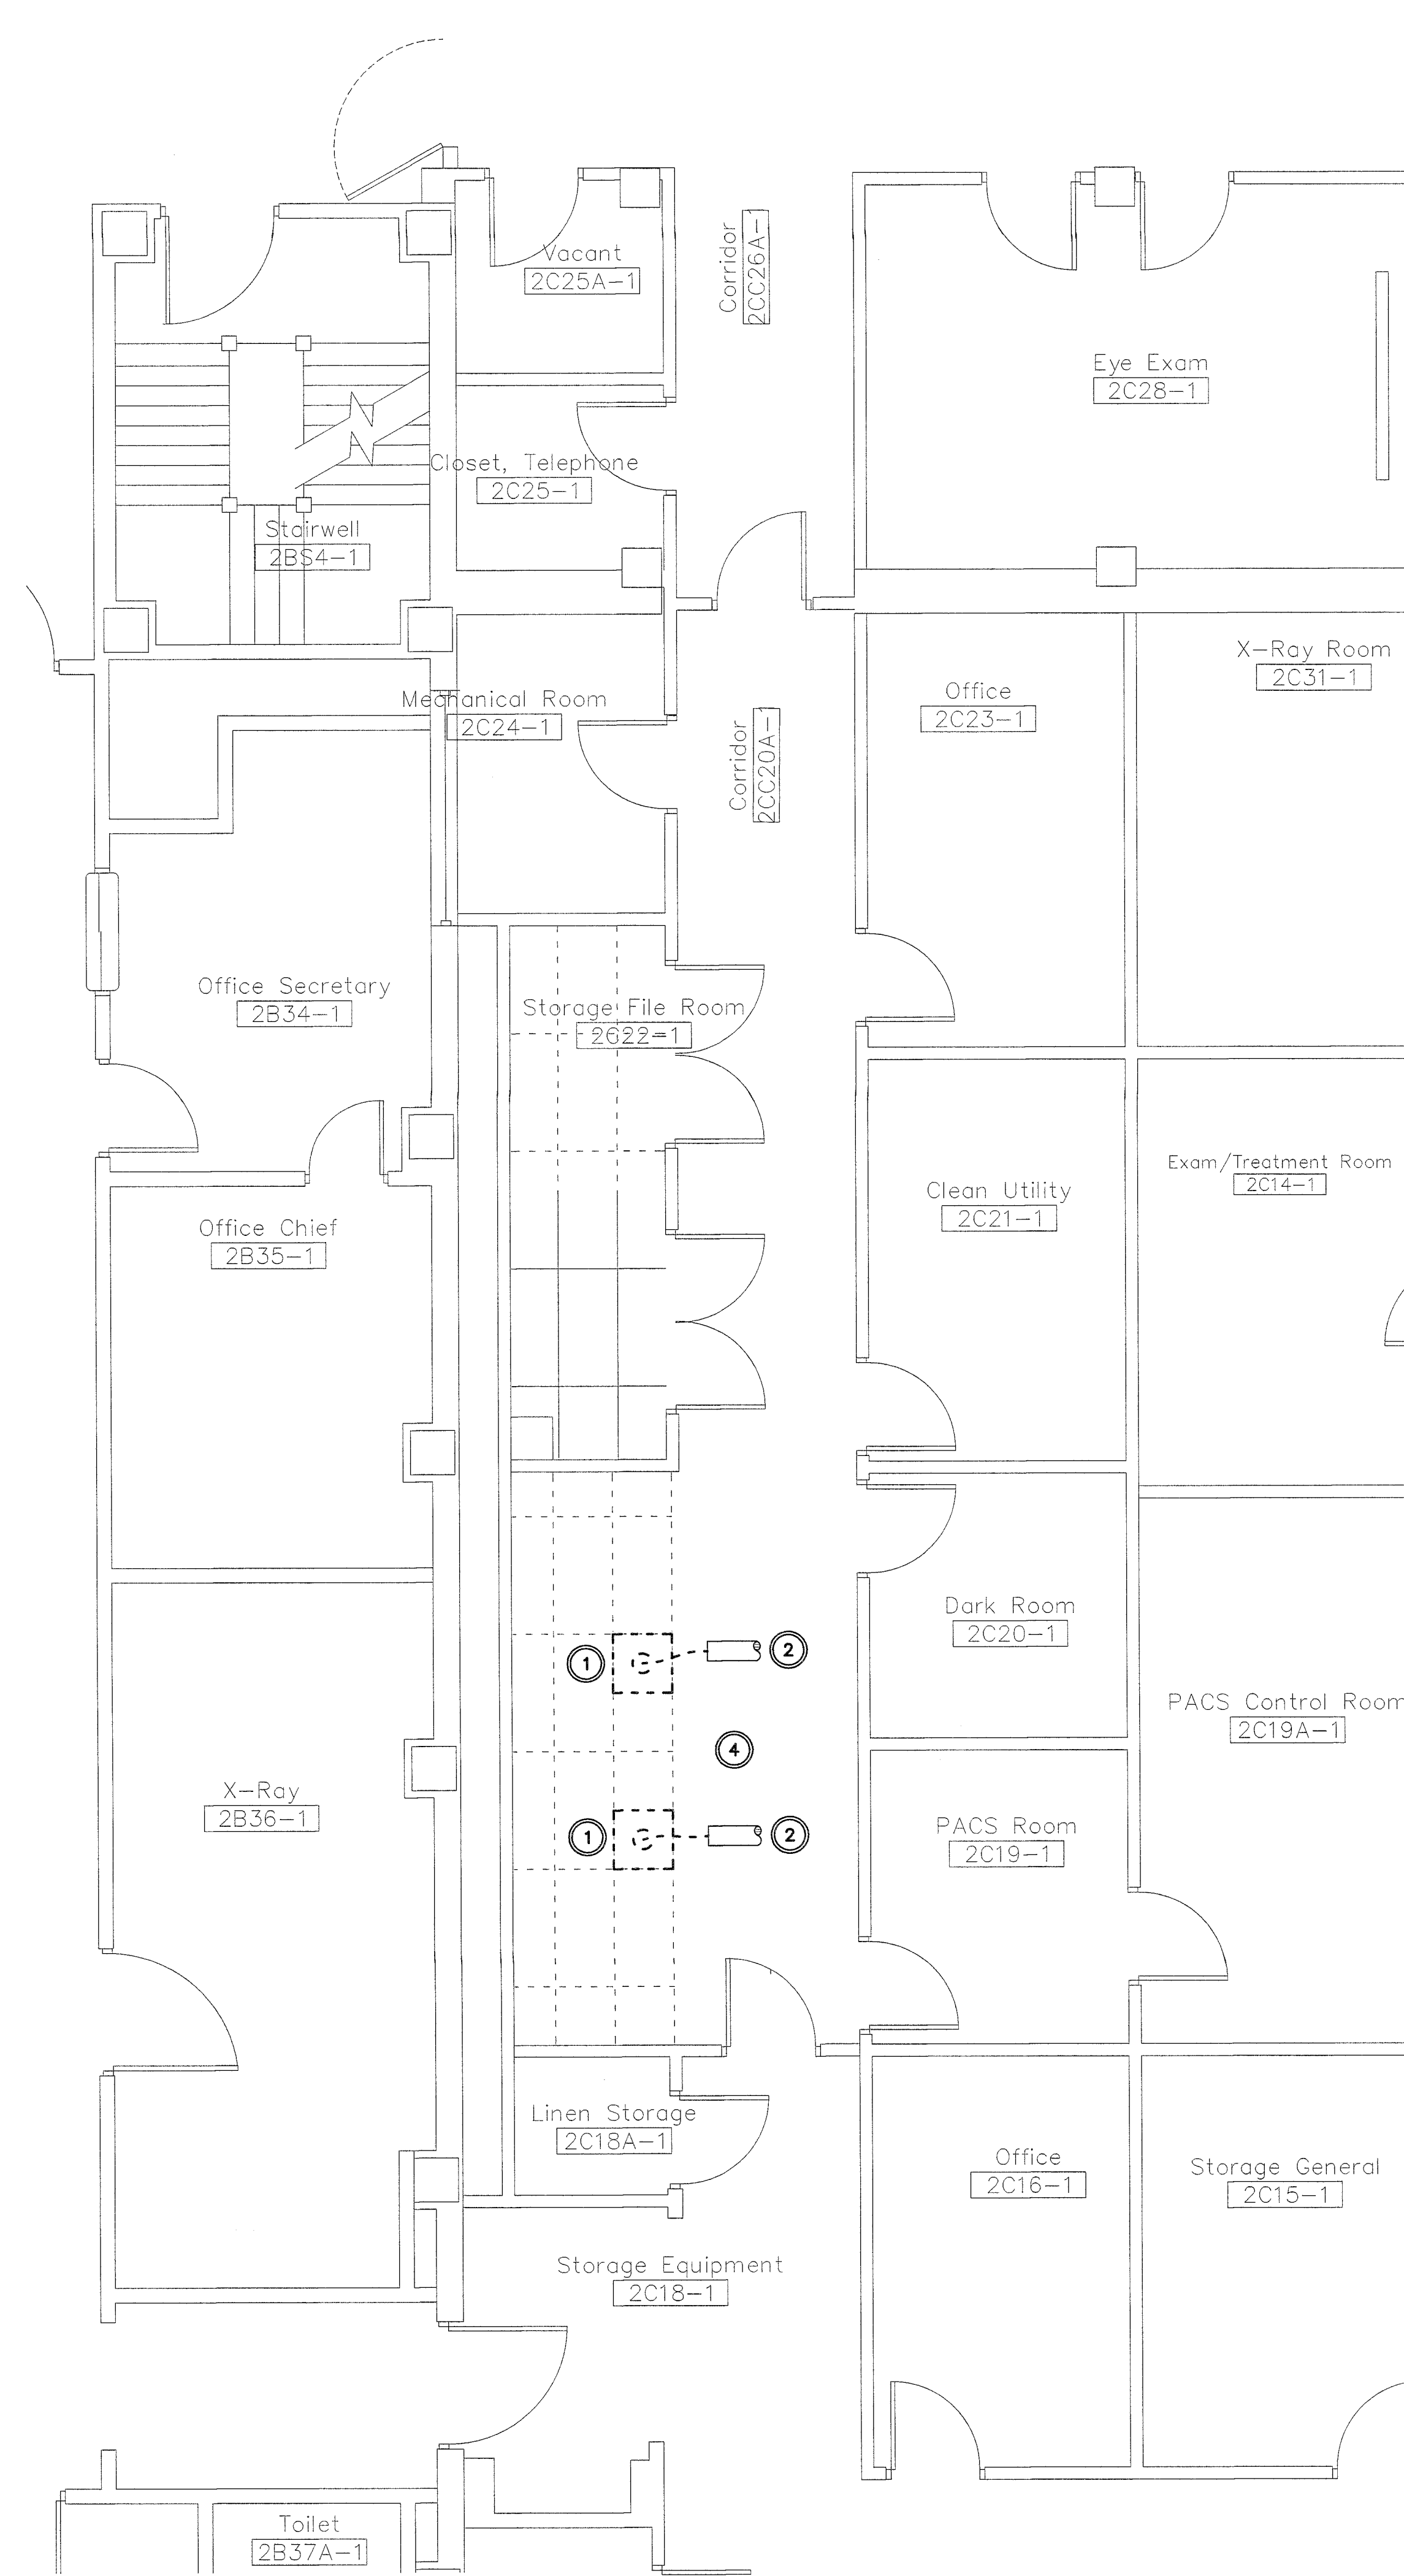 Vacant
2C25A-1
Corridor
2CC26A-1
Eye Exam
2C28-1
Closet, Telephone
2C25-1
Stairwell
2BS4-1
Mechanical Room
2C24-1
Corridor
2CC20A-1
Office
2C23-1
X-Ray Room
2C31-1
Office Secretary
2B34-1
Storage File Room
2C22-1
Office Chief
2B35-1
Clean Utility
2C21-1
Exam/Treatment Room
2C14-1
Dark Room
2C20-1
1
2
4
1
2
PACS Control Room
2C19A-1
X-Ray
2B36-1
PACS Room
2C19-1
Linen Storage
2C18A-1
Office
2C16-1
Storage General
2C15-1
Storage Equipment
2C18-1
Toilet
2B37A-1